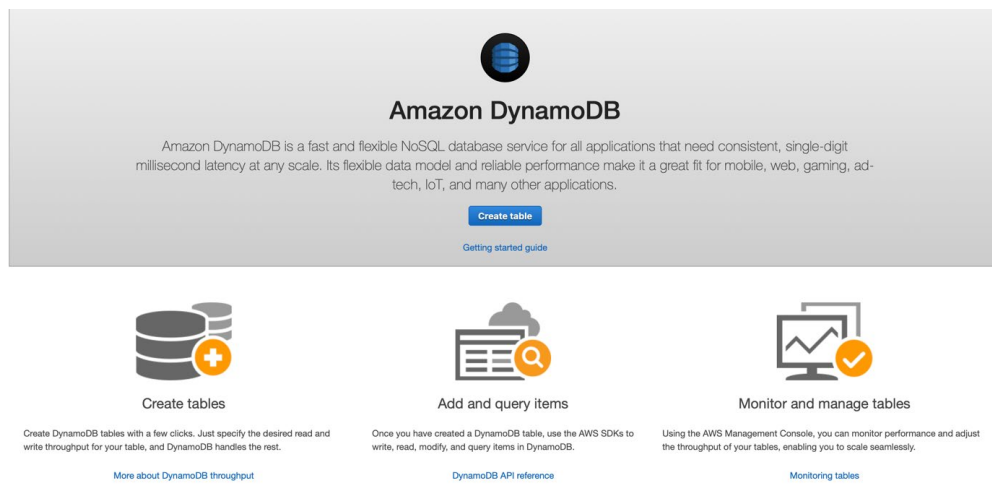 Amazon DynamoDB
Amazon DynamoDB is a fast and flexible NoSQL database service for all applications that need consistent, single-digit
millisecond latency at any scale. Its flexible data model and reliable performance make it a great fit for mobile, web, gaming, ad-
tech, IoT, and many other applications.
Create table
Getting started guide
Create tables
Create DynamoDB tables with a few clicks. Just specify the desired read and
write throughput for your table, and DynamoDB handles the rest.
More about DynamoDB throughput
Add and query items
Once you have created a DynamoDB table, use the AWS SDKs to
write, read, modify, and query items in DynamoDB.
DynamoDB API reference
Monitor and manage tables
Using the AWS Management Console, you can monitor performance and adjust
the throughput of your tables, enabling you to scale seamlessly.
Monitoring tables